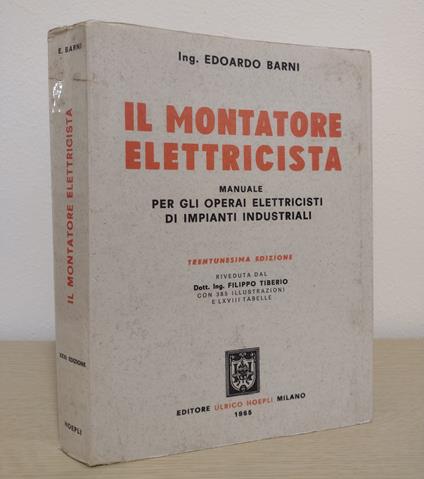 E. BARNI
IL MONTATORE ELETTRICISTA
XXXI EDIZIONE
HOEPLI
Ing. EDOARDO BARNI
IL MONTATORE
ELETTRICISTA
MANUALE
PER GLI OPERAI ELETTRICISTI
DI IMPIANTI INDUSTRIALI
TRENTUNESIMA EDIZIONE
RIVEDUTA DAL
Dott. Ing. FILIPPO TIBERIO
CON 385 ILLUSTRAZIONI
E LXVIII TABELLE
EDITORE ULRICO HOEPLI MILANO
1965